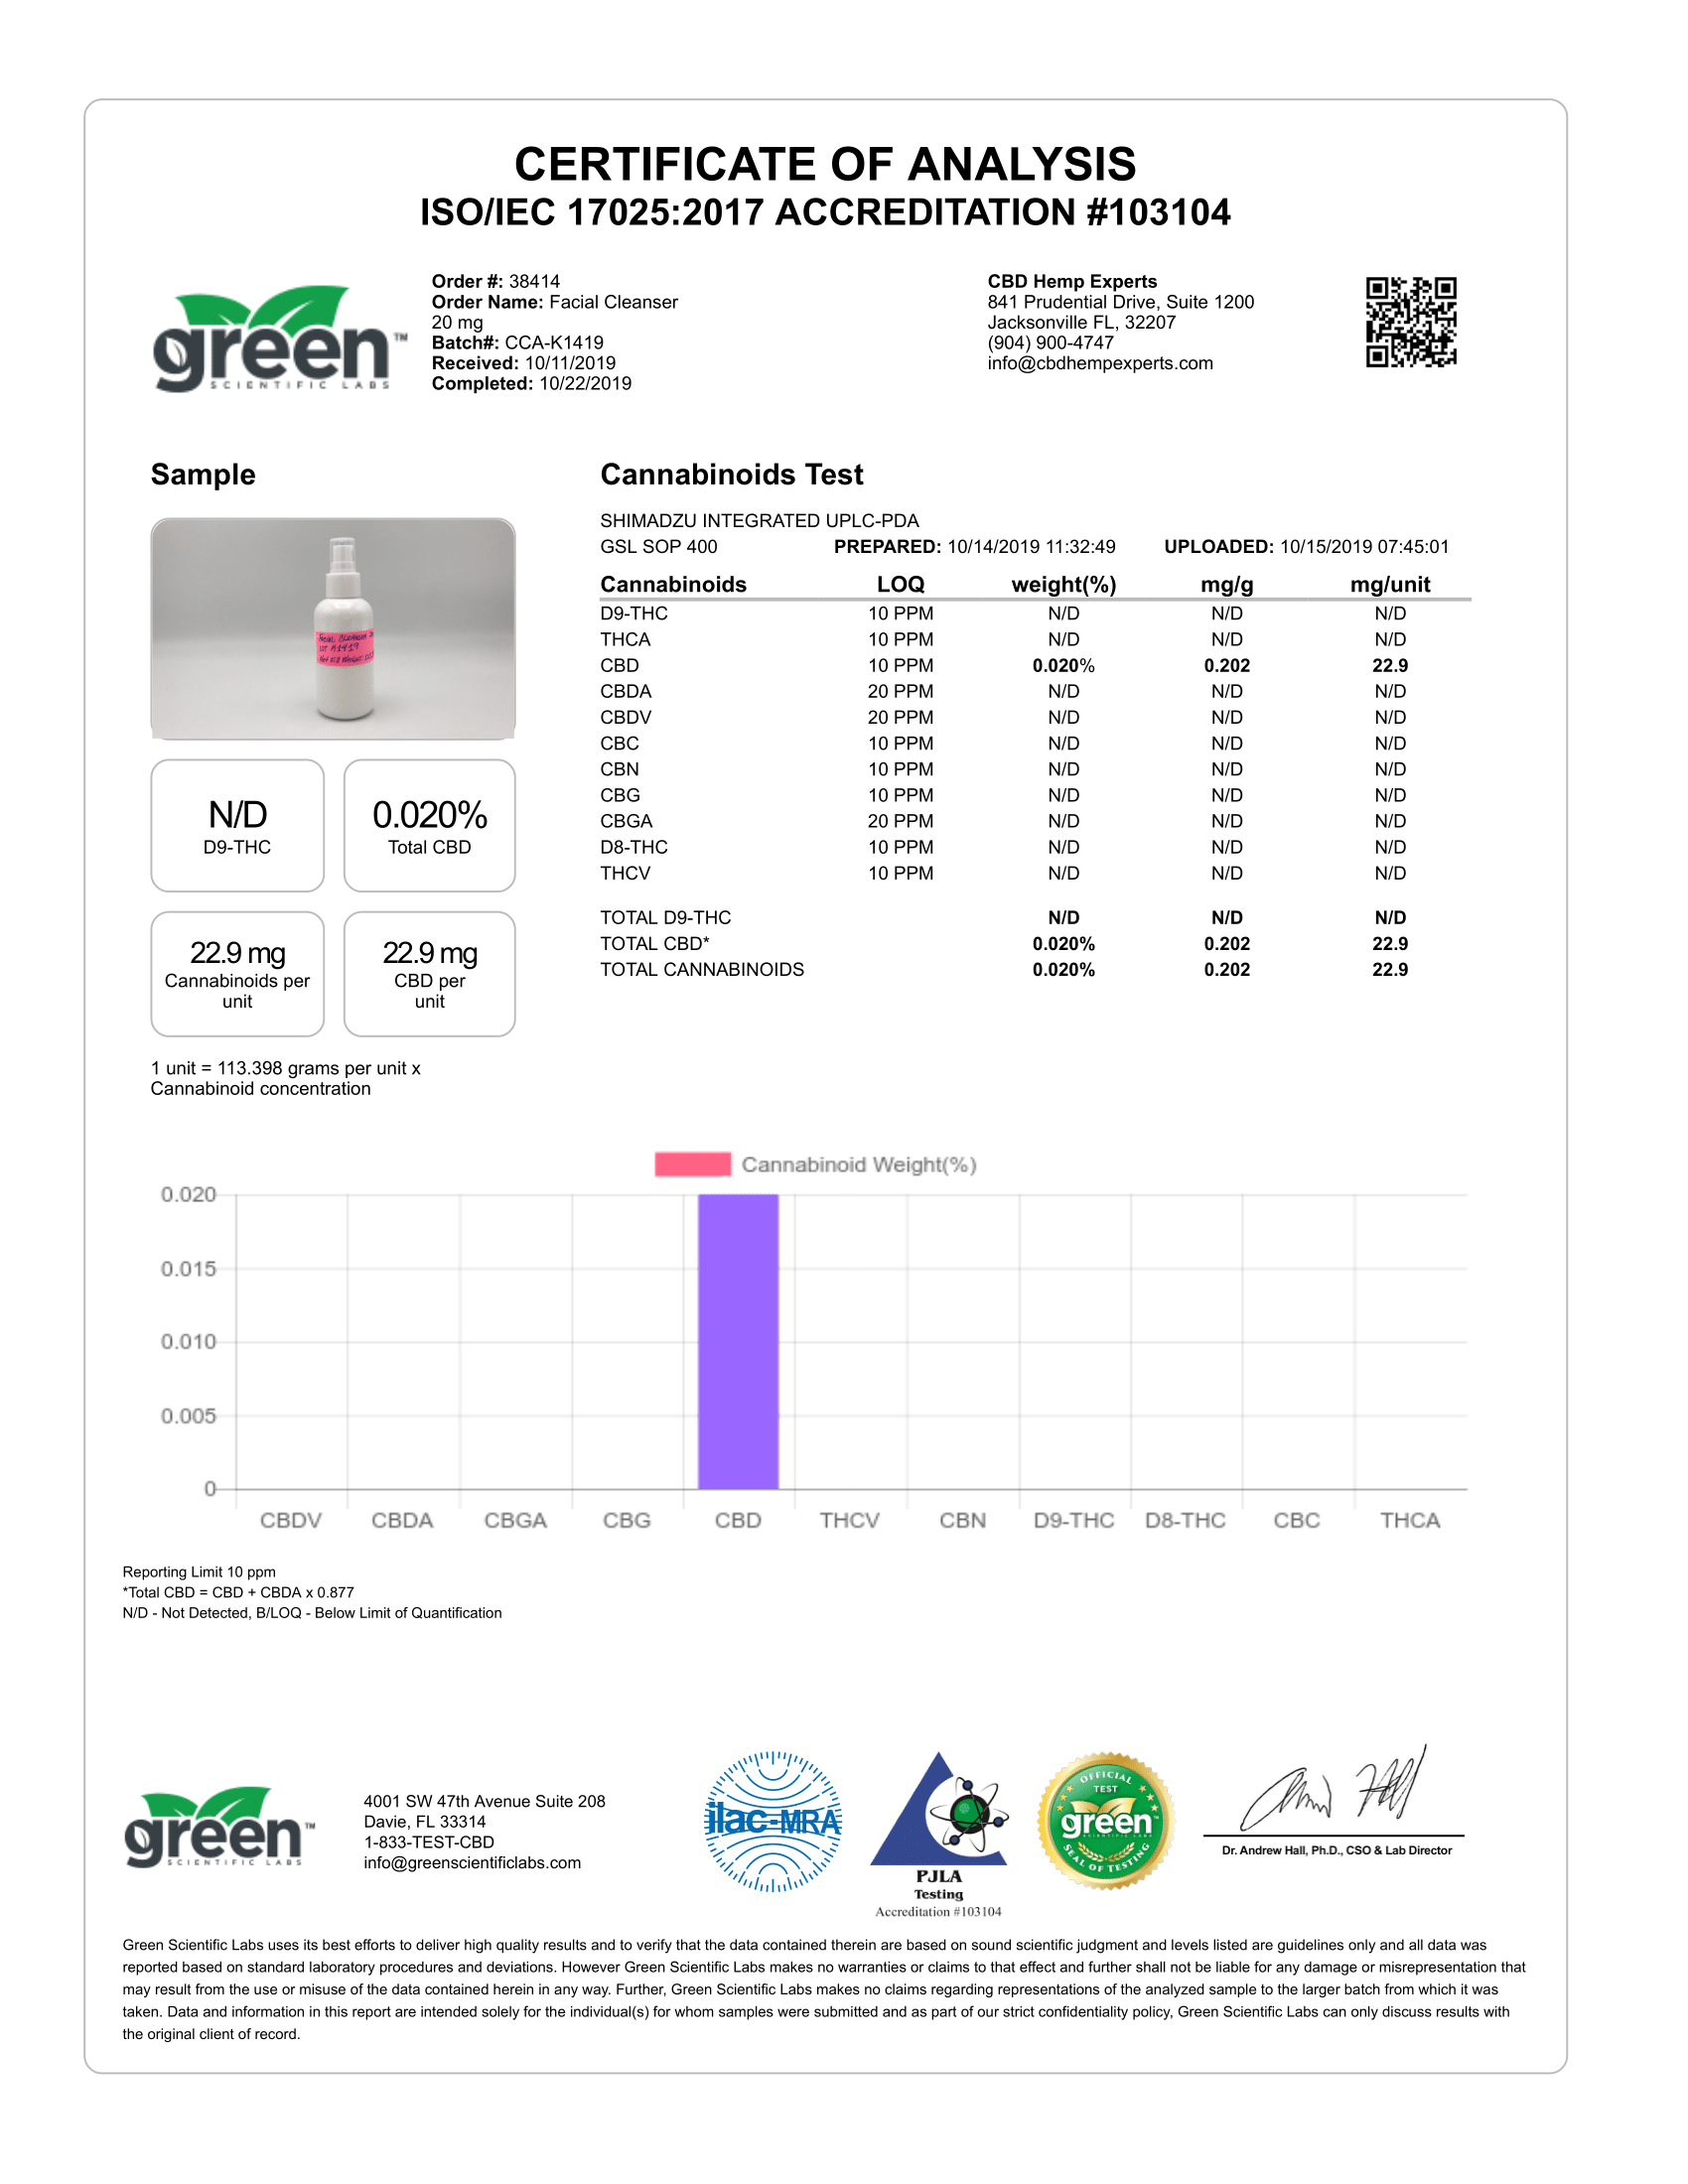 CERTIFICATE OF ANALYSIS
ISO/IEC 17025:2017 ACCREDITATION #103104
green™
SCIENTIFIC LABS
Order #: 38414
Order Name: Facial Cleanser
20 mg
Batch#: CCA-K1419
Received: 10/11/2019
Completed: 10/22/2019
CBD Hemp Experts
841 Prudential Drive, Suite 1200
Jacksonville FL, 32207
(904) 900-4747
info@cbdhempexperts.com
Sample
FACIAL CLEANSER
LOT K1419
Cannabinoids Test
SHIMADZU INTEGRATED UPLC-PDA
GSL SOP 400 PREPARED: 10/14/2019 11:32:49 UPLOADED: 10/15/2019 07:45:01
Cannabinoids LOQ weight(%) mg/g mg/unit
D9-THC 10 PPM N/D N/D N/D
THCA 10 PPM N/D N/D N/D
CBD 10 PPM 0.020% 0.202 22.9
CBDA 20 PPM N/D N/D N/D
CBDV 20 PPM N/D N/D N/D
CBC 10 PPM N/D N/D N/D
CBN 10 PPM N/D N/D N/D
CBG 10 PPM N/D N/D N/D
CBGA 20 PPM N/D N/D N/D
D8-THC 10 PPM N/D N/D N/D
THCV 10 PPM N/D N/D N/D
TOTAL D9-THC N/D N/D N/D
TOTAL CBD* 0.020% 0.202 22.9
TOTAL CANNABINOIDS 0.020% 0.202 22.9
N/D
D9-THC
0.020%
Total CBD
22.9 mg
Cannabinoids per
unit
22.9 mg
CBD per
unit
1 unit = 113.398 grams per unit x
Cannabinoid concentration
Cannabinoid Weight(%)
0.020
0.015
0.010
0.005
0
CBDV CBDA CBGA CBG CBD THCV CBN D9-THC D8-THC CBC THCA
Reporting Limit 10 ppm
*Total CBD = CBD + CBDA x 0.877
N/D - Not Detected, B/LOQ - Below Limit of Quantification
green™
SCIENTIFIC LABS
4001 SW 47th Avenue Suite 208
Davie, FL 33314
1-833-TEST-CBD
info@greenscientificlabs.com
ilac-MRA
PJLA
Testing
Accreditation #103104
OFFICIAL
TEST
green
SCIENTIFIC LABS
SEAL OF TESTING
Dr. Andrew Hall, Ph.D., CSO & Lab Director
Green Scientific Labs uses its best efforts to deliver high quality results and to verify that the data contained therein are based on sound scientific judgment and levels listed are guidelines only and all data was
reported based on standard laboratory procedures and deviations. However Green Scientific Labs makes no warranties or claims to that effect and further shall not be liable for any damage or misrepresentation that
may result from the use or misuse of the data contained herein in any way. Further, Green Scientific Labs makes no claims regarding representations of the analyzed sample to the larger batch from which it was
taken. Data and information in this report are intended solely for the individual(s) for whom samples were submitted and as part of our strict confidentiality policy, Green Scientific Labs can only discuss results with
the original client of record.